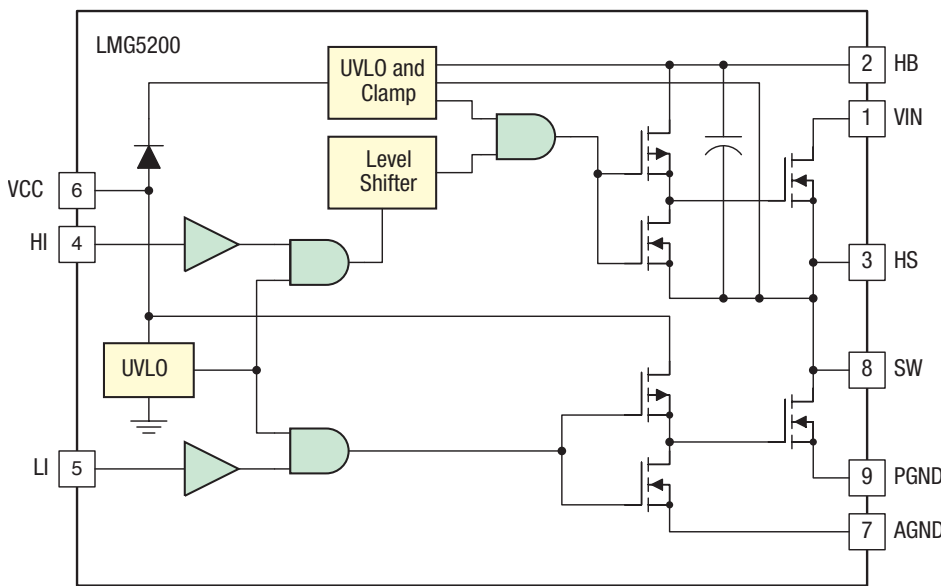 LMG5200
UVLO and
Clamp
2 HB
1 VIN
Level
Shifter
VCC 6
HI 4
3 HS
UVLO
8 SW
LI 5
9 PGND
7 AGND